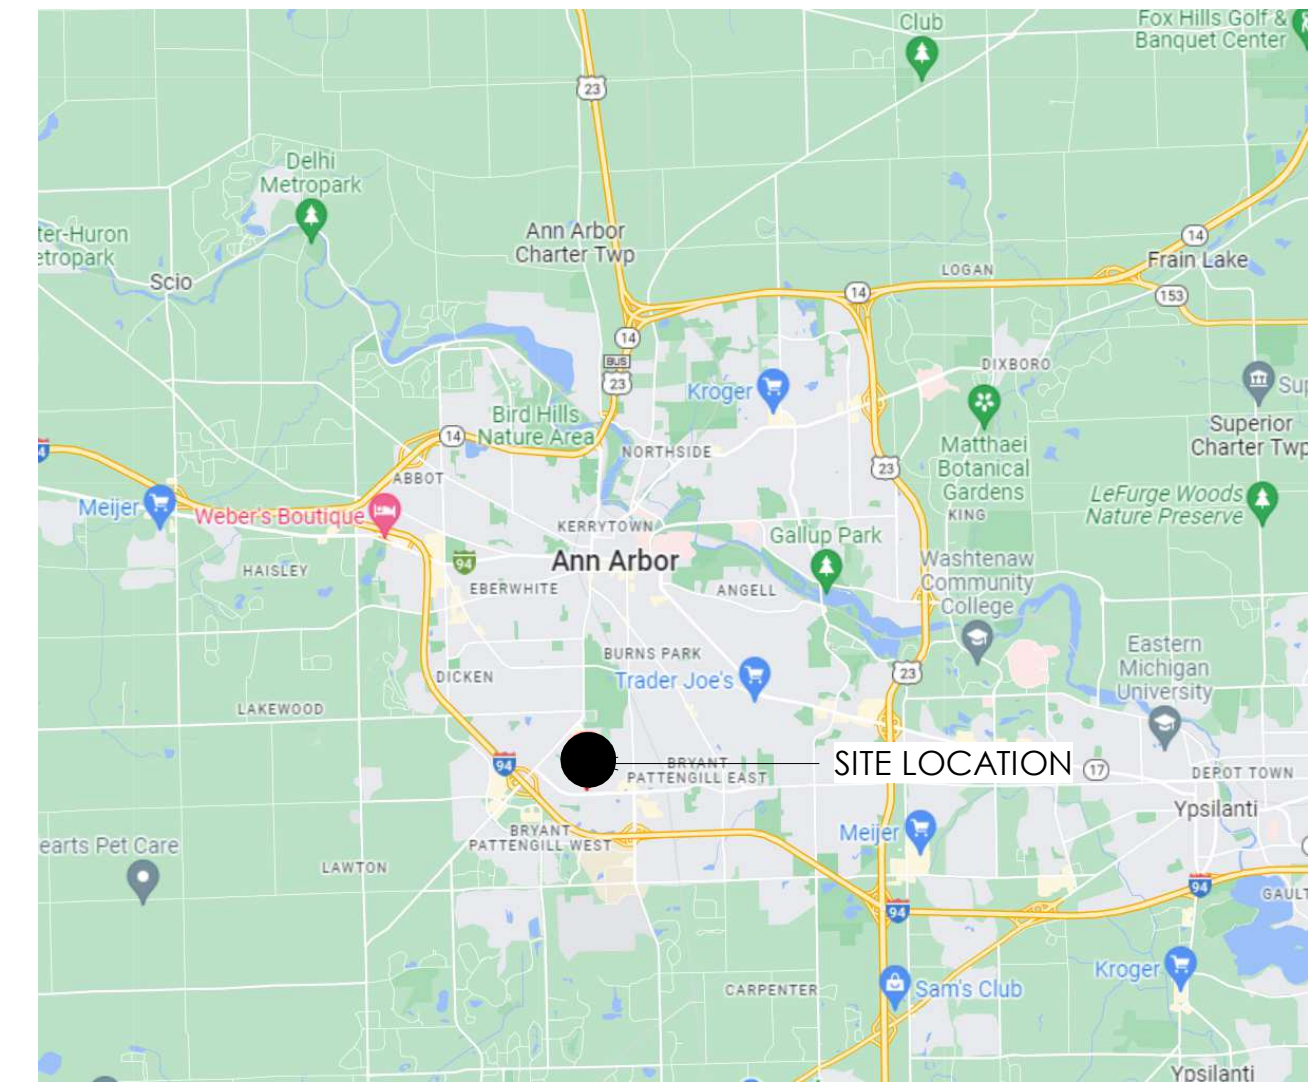 Club
Fox Hills Golf &
Banquet Center
23
Delhi
Metropark
ter-Huron
etropark
Ann Arbor
Charter Twp
14
Frain Lake
Scio
LOGAN
14
153
14
BUS
23
DIXBORO
Kroger
Su
Bird Hills
Nature Area
14
Superior
Charter Twp
Matthaei
Botanical
Gardens
NORTHSIDE
4
23
ABBOT
LeFurge Woods
Nature Preserve
Meijer
Weber's Boutique
KING
KERRYTOWN
Gallup Park
Ann Arbor
94
Washtenaw
Community
College
HAISLEY
EBERWHITE
ANGELL
Eastern
Michigan
University
BURNS PARK
DICKEN
Trader Joe's
23
LAKEWOOD
94
BRYANT
PATTENGILL EAST
SITE LOCATION
17
DEPOT TOWN
Ypsilanti
BRYANT
PATTENGILL WEST
Meijer
earts Pet Care
LAWTON
94
GAULT
94
Kroger
CARPENTER
Sam's Club
Ypsilanti